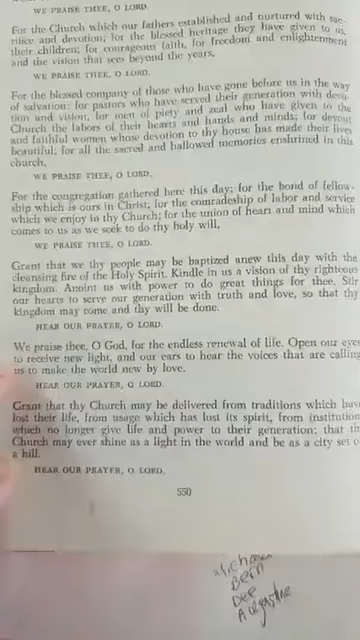 WE PRAISE THEE, O LORD.
For the Church which our fathers established and nurtured with sac-
rifice and devotion; for the blessed heritage they have given to us,
their children; for courageous faith, for freedom and enlightenment
and the vision that sees beyond the years,
WE PRAISE THEE, O LORD.
For the blessed company of those who have gone before us in the way
of salvation: for pastors who have served their generation with devo-
tion and vision, for men of piety and zeal who have given to the
Church the labors of their hearts and hands and minds; for devout
and faithful women whose devotion to thy house has made their lives
beautiful; for all the sacred and hallowed memories enshrined in this
church,
WE PRAISE THEE, O LORD.
For the congregation gathered here this day; for the bond of fellow-
ship which is ours in Christ; for the comradeship of labor and service
which we enjoy in thy Church; for the union of heart and mind which
comes to us as we seek to do thy holy will,
WE PRAISE THEE, O LORD.
Grant that we thy people may be baptized anew this day with the
cleansing fire of the Holy Spirit. Kindle in us a vision of thy righteous
kingdom. Anoint us with power to do great things for thee. Stir
our hearts to serve our generation with truth and love, so that thy
kingdom may come and thy will be done.
HEAR OUR PRAYER, O LORD.
We praise thee, O God, for the endless renewal of life. Open our eyes
to receive new light, and our ears to hear the voices that are calling
us to make the world new by love.
HEAR OUR PRAYER, O LORD.
Grant that thy Church may be delivered from traditions which have
lost their life, from usage which has lost its spirit, from institution
which no longer give life and power to their generation; that th
Church may ever shine as a light in the world and be as a city set o
a hill.
HEAR OUR PRAYER, O LORD.
550
Bern
Dee